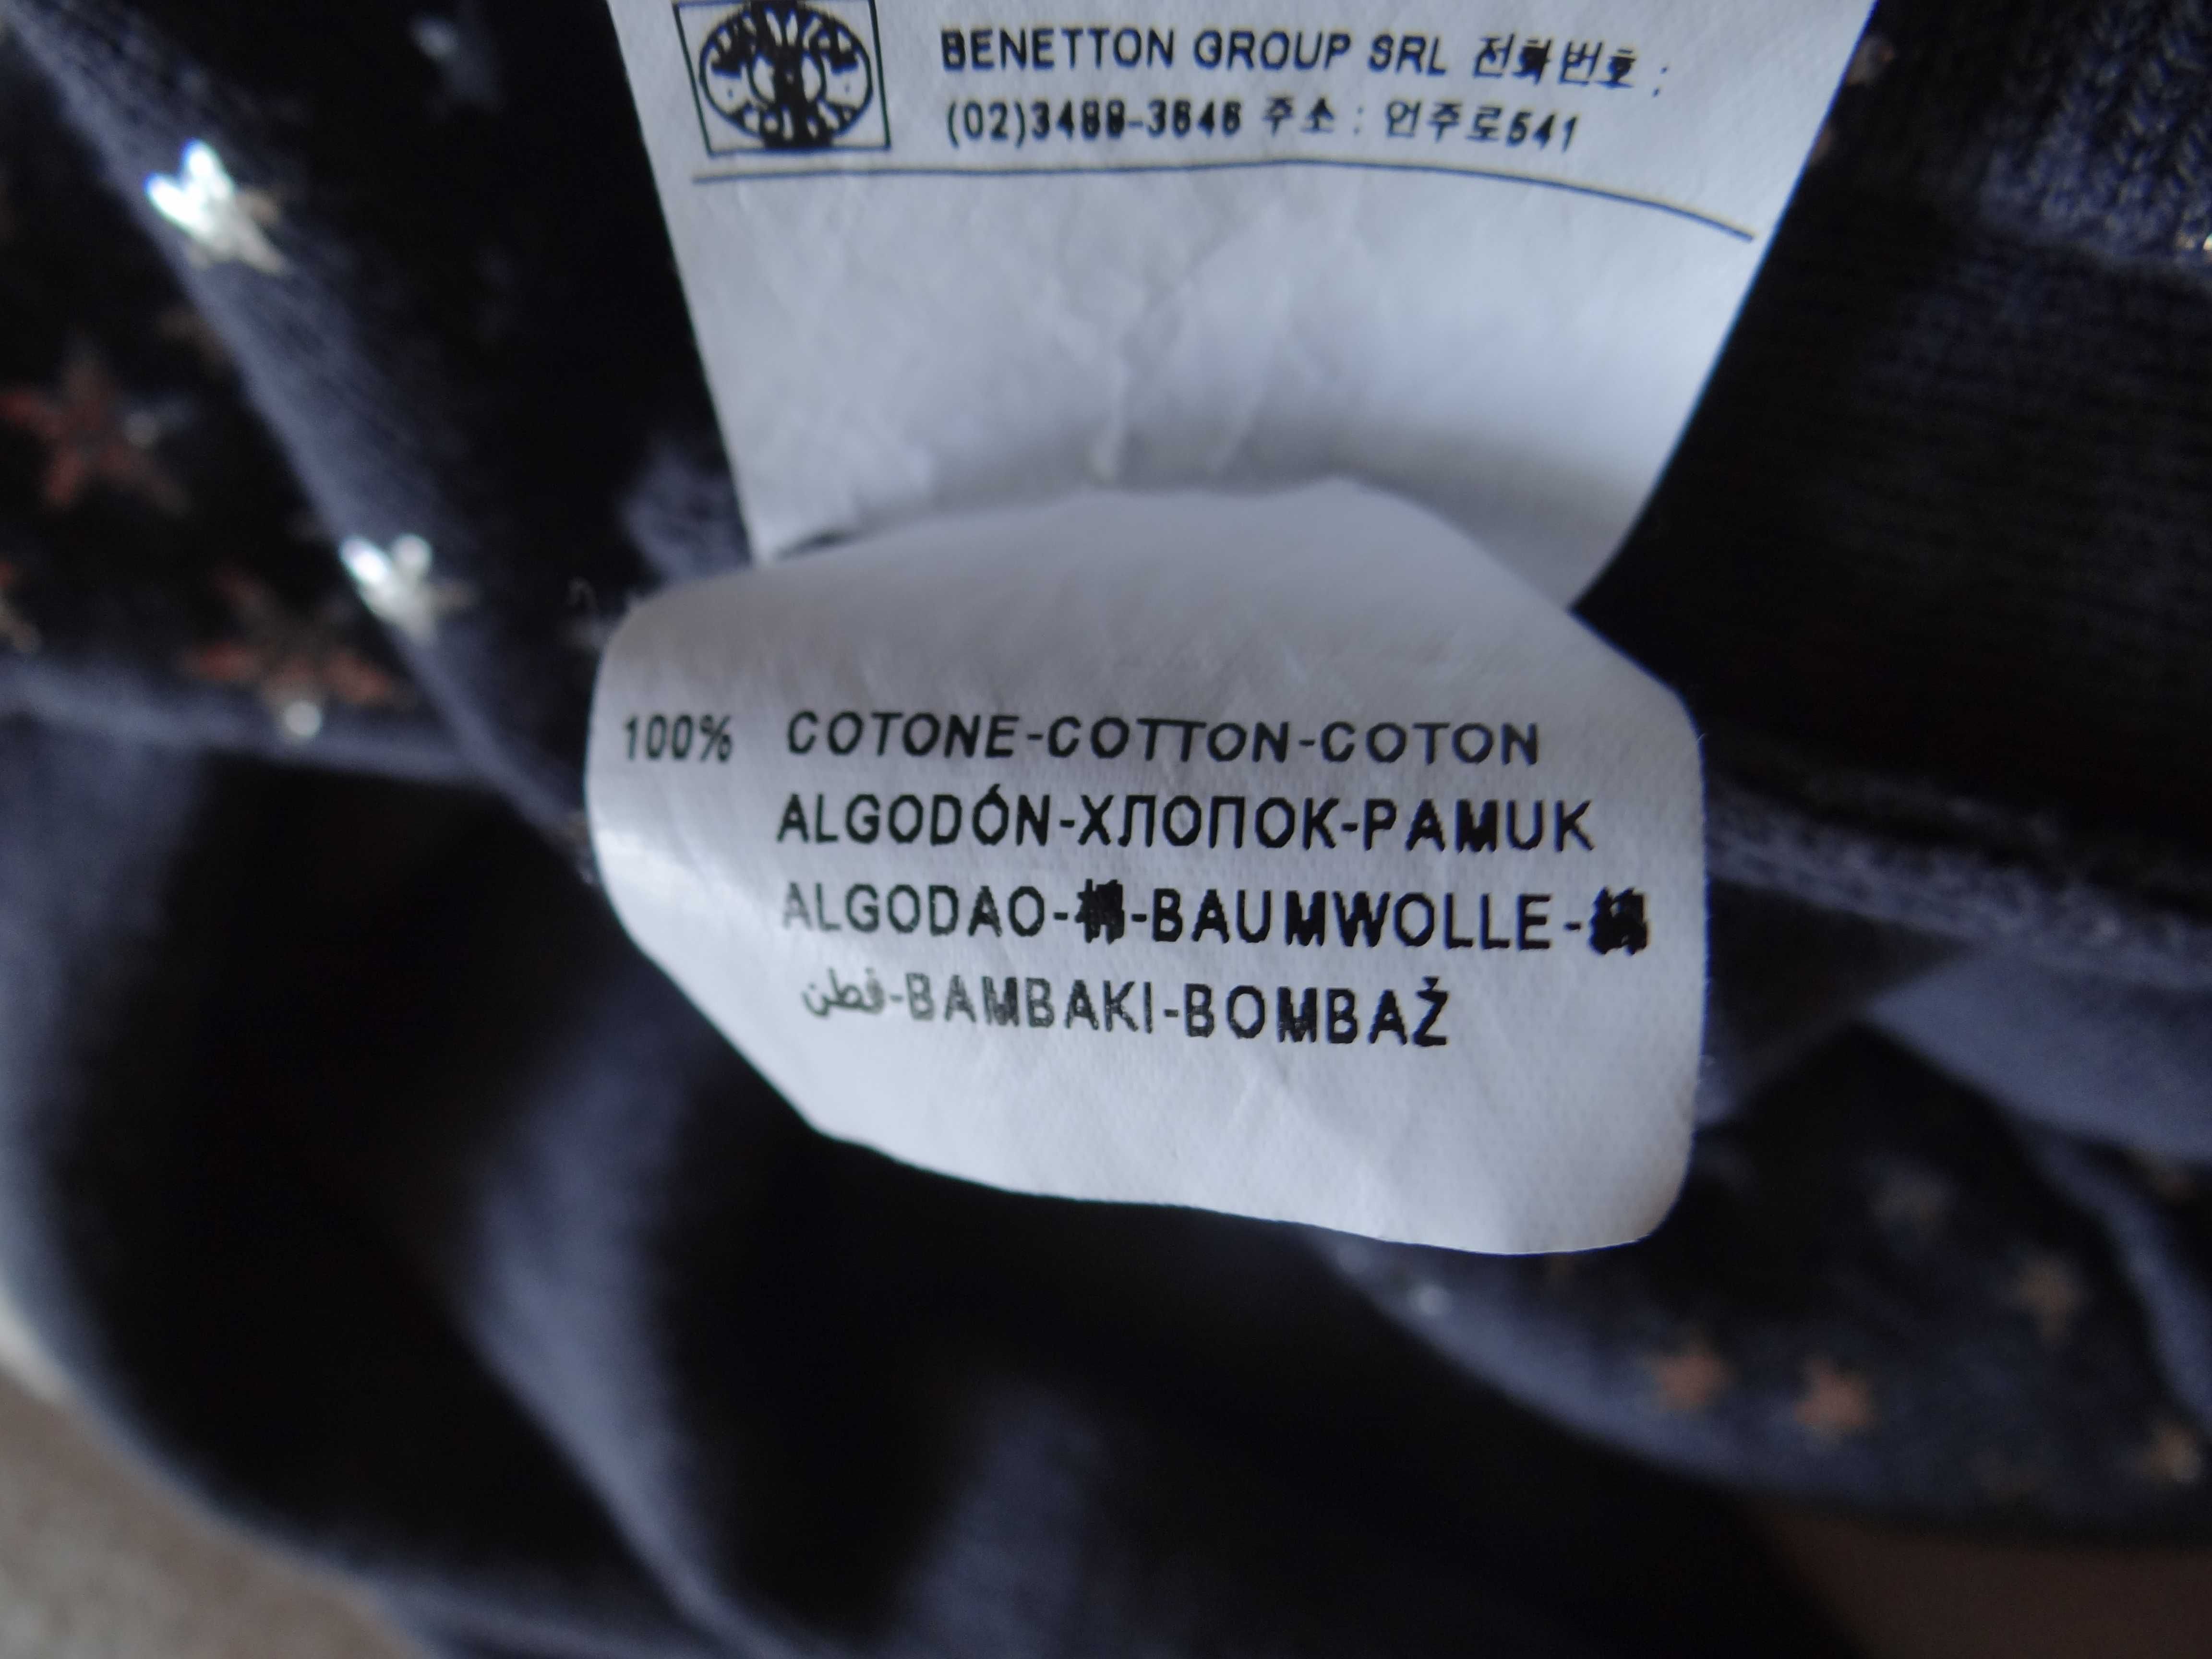 BENETTON GROUP SRL 전화번호 :
(02)3488-3646 주소 : 언주로541
100% COTONE-COTTON-COTON
ALGODÓN-ХЛОПОК-PAMUK
ALGODAO-棉-BAUMWOLLE-綿
قطن-BAMBAKI-BOMBAŽ